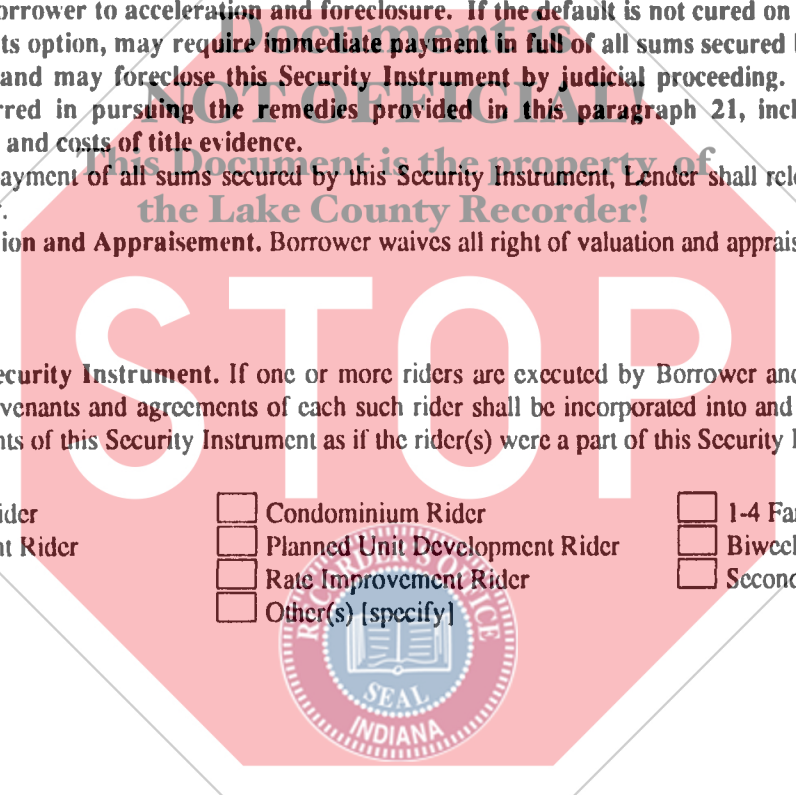 orrower to acceleration and foreclosure. If the default is not cured on
ts option, may require immediate payment in full of all sums secured
and may foreclose this Security Instrument by judicial proceeding.
rred in pursuing the remedies provided in this paragraph 21, incl
and costs of title evidence.
ayment of all sums secured by this Security Instrument, Lender shall rel
r.
ion and Appraisement. Borrower waives all right of valuation and apprais
ecurity Instrument. If one or more riders are executed by Borrower and
venants and agreements of each such rider shall be incorporated into and
nts of this Security Instrument as if the rider(s) were a part of this Security
ider
Condominium Rider
1-4 Fa
nt Rider
Planned Unit Development Rider
Biweek
Rate Improvement Rider
Second
Other(s) [specify]
Document is
NOT OFFICIAL!
This Document is the property of
the Lake County Recorder!
STOP
RECORDER'S OFFICE
SEAL
INDIANA